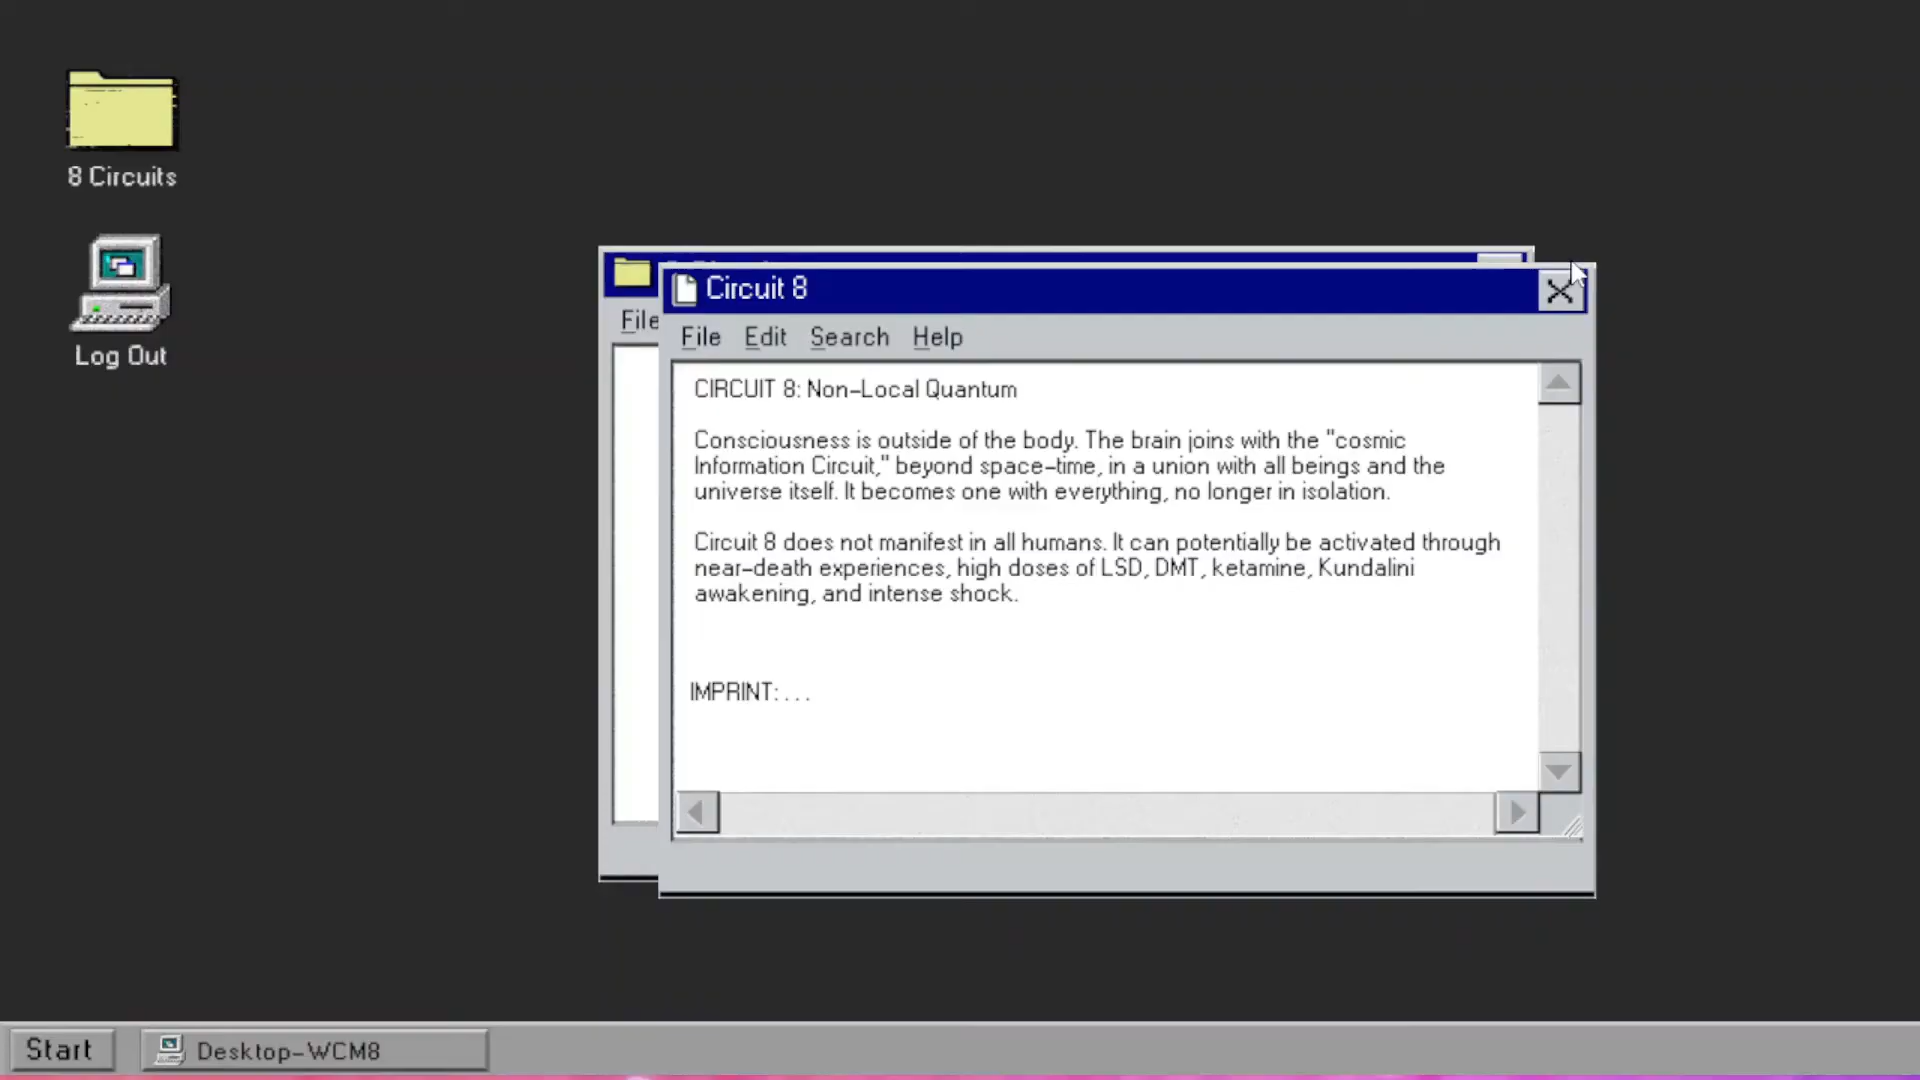 8 Circuits
Log Out
File
Circuit 8
File Edit Search Help
CIRCUIT 8: Non-Local Quantum
Consciousness is outside of the body. The brain joins with the "cosmic
Information Circuit," beyond space-time, in a union with all beings and the
universe itself. It becomes one with everything, no longer in isolation.
Circuit 8 does not manifest in all humans. It can potentially be activated through
near-death experiences, high doses of LSD, DMT, ketamine, Kundalini
awakening, and intense shock.
IMPRINT: . . .
Start
Desktop-WCM8